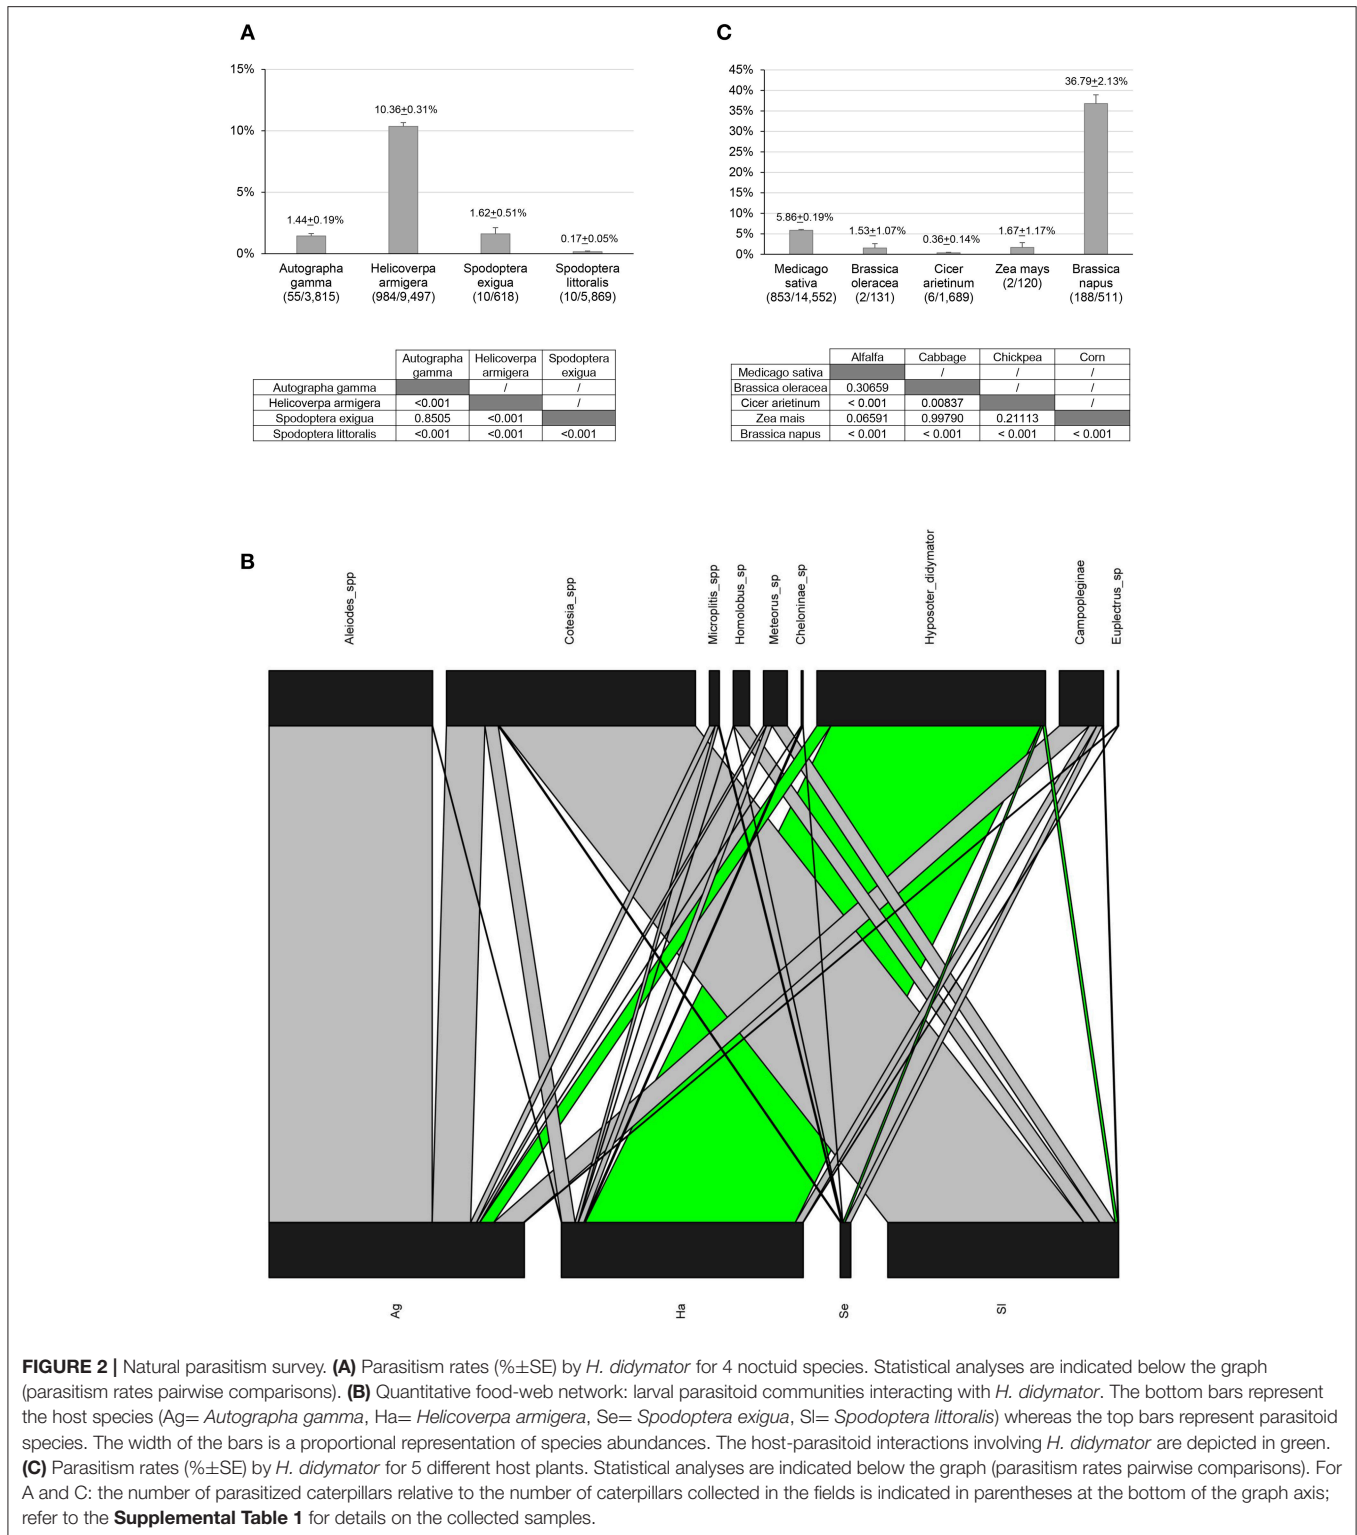 A
15%
10%
5%
0%
1.44±0.19%
10.36±0.31%
1.62±0.51%
0.17±0.05%
Autographa gamma (55/3,815)
Helicoverpa armigera (984/9,497)
Spodoptera exigua (10/618)
Spodoptera littoralis (10/5,869)
Autographa gamma Helicoverpa armigera Spodoptera exigua
Autographa gamma / /
Helicoverpa armigera <0.001 /
Spodoptera exigua 0.8505 <0.001
Spodoptera littoralis <0.001 <0.001 <0.001
C
45%
40%
35%
30%
25%
20%
15%
10%
5%
0%
5.86±0.19%
1.53±1.07%
0.36±0.14%
1.67±1.17%
36.79±2.13%
Medicago sativa (853/14,552)
Brassica oleracea (2/131)
Cicer arietinum (6/1,689)
Zea mays (2/120)
Brassica napus (188/511)
Alfalfa Cabbage Chickpea Corn
Medicago sativa / / /
Brassica oleracea 0.30659 / /
Cicer arietinum < 0.001 0.00837 /
Zea mais 0.06591 0.99790 0.21113
Brassica napus < 0.001 < 0.001 < 0.001 < 0.001
B
Aleiodes_spp
Cotesia_spp
Microplitis_spp
Homolobus_sp
Meteorus_sp
Cheloninae_sp
Hyposoter_didymator
Campopleginae
Euplectrus_sp
Ag
Ha
Se
Sl
FIGURE 2 | Natural parasitism survey. (A) Parasitism rates (%±SE) by H. didymator for 4 noctuid species. Statistical analyses are indicated below the graph
(parasitism rates pairwise comparisons). (B) Quantitative food-web network: larval parasitoid communities interacting with H. didymator. The bottom bars represent
the host species (Ag= Autographa gamma, Ha= Helicoverpa armigera, Se= Spodoptera exigua, Sl= Spodoptera littoralis) whereas the top bars represent parasitoid
species. The width of the bars is a proportional representation of species abundances. The host-parasitoid interactions involving H. didymator are depicted in green.
(C) Parasitism rates (%±SE) by H. didymator for 5 different host plants. Statistical analyses are indicated below the graph (parasitism rates pairwise comparisons). For
A and C: the number of parasitized caterpillars relative to the number of caterpillars collected in the fields is indicated in parentheses at the bottom of the graph axis;
refer to the Supplemental Table 1 for details on the collected samples.